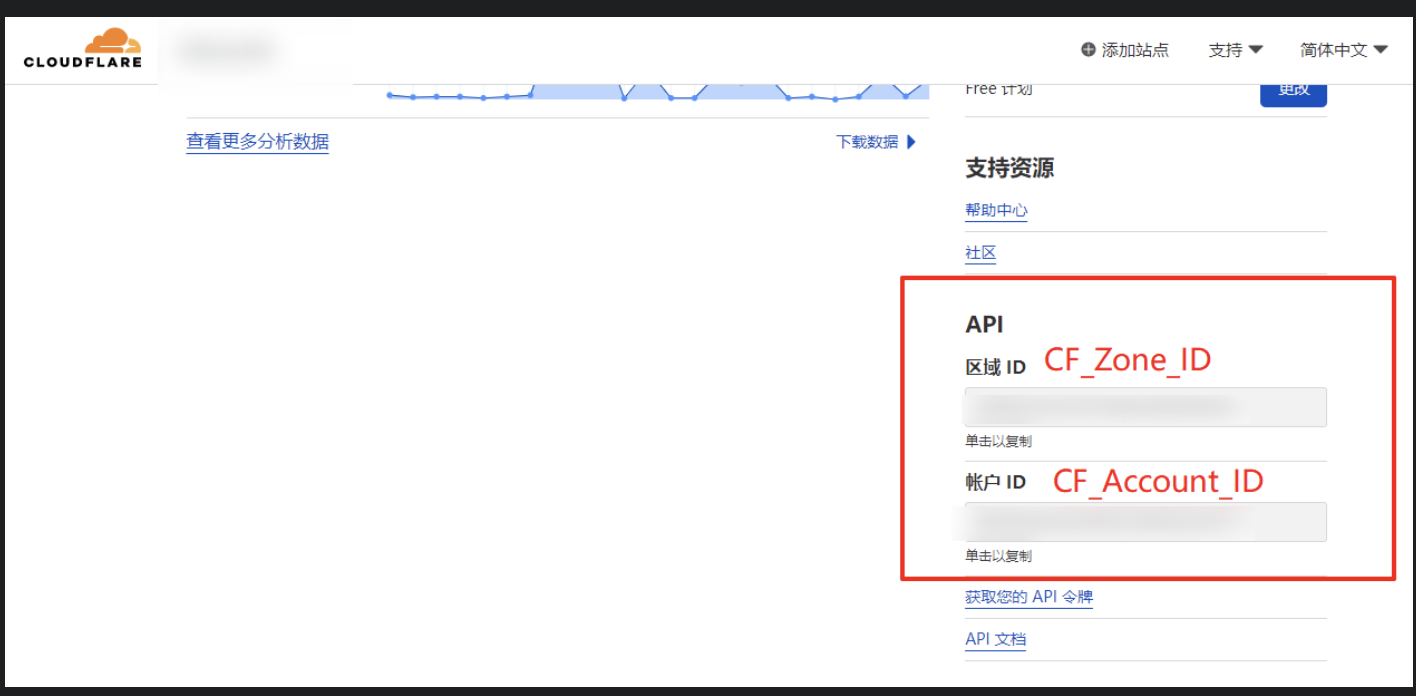 CLOUDFLARE
添加站点 支持 简体中文
Free 计划
更改
查看更多分析数据
下载数据
支持资源
帮助中心
社区
API
区域 ID CF_Zone_ID
单击以复制
帐户 ID CF_Account_ID
单击以复制
获取您的 API 令牌
API 文档